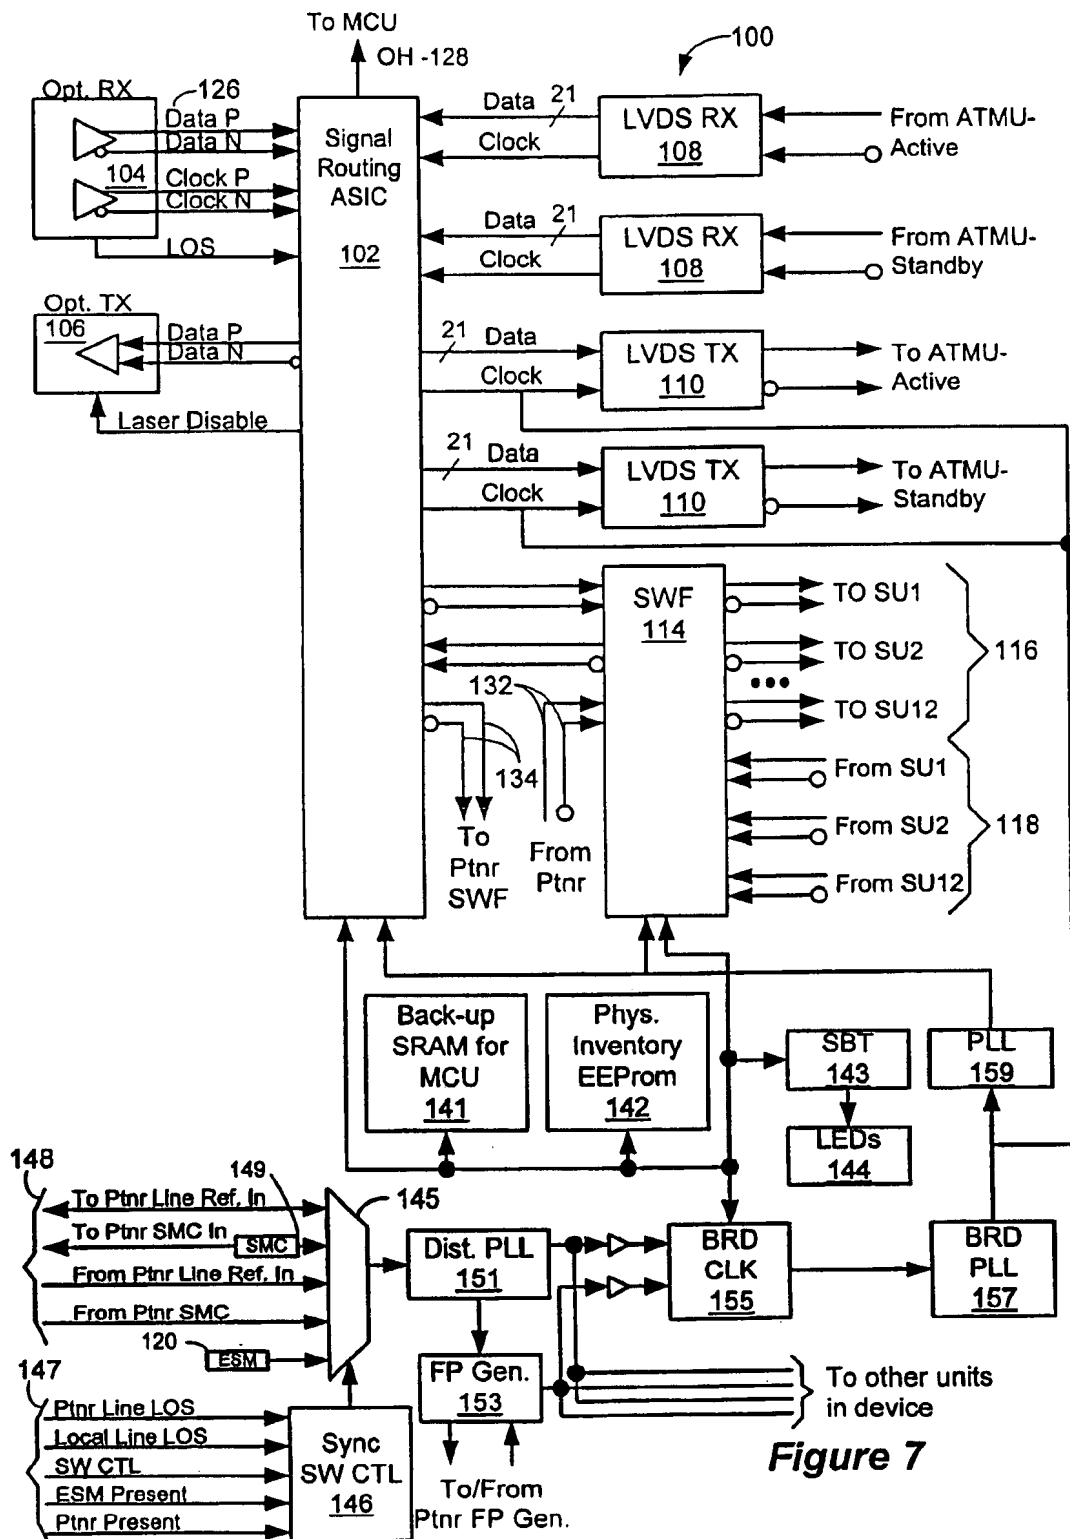 To MCU
OH -128
100
Opt. RX
126
Data P
Data N
104
Clock P
Clock N
LOS
Signal
Routing
ASIC
102
Data
21
Clock
LVDS RX
108
From ATMU-
Active
Data
21
Clock
LVDS RX
108
From ATMU-
Standby
Opt. TX
106
Data P
Data N
Laser Disable
21
Data
Clock
LVDS TX
110
To ATMU-
Active
21
Data
Clock
LVDS TX
110
To ATMU-
Standby
SWF
114
TO SU1
TO SU2
TO SU12
116
From SU1
From SU2
From SU12
118
132
134
To
Ptnr
SWF
From
Ptnr
Back-up
SRAM for
MCU
141
Phys.
Inventory
EEProm
142
SBT
143
LEDs
144
PLL
159
148
To Ptnr Line Ref. In
149
To Ptnr SMC In
SMC
From Ptnr Line Ref. In
From Ptnr SMC
120
ESM
145
Dist. PLL
151
BRD
CLK
155
BRD
PLL
157
FP Gen.
153
To other units
in device
147
Ptnr Line LOS
Local Line LOS
SW CTL
ESM Present
Ptnr Present
Sync
SW CTL
146
To/From
Ptnr FP Gen.
Figure 7